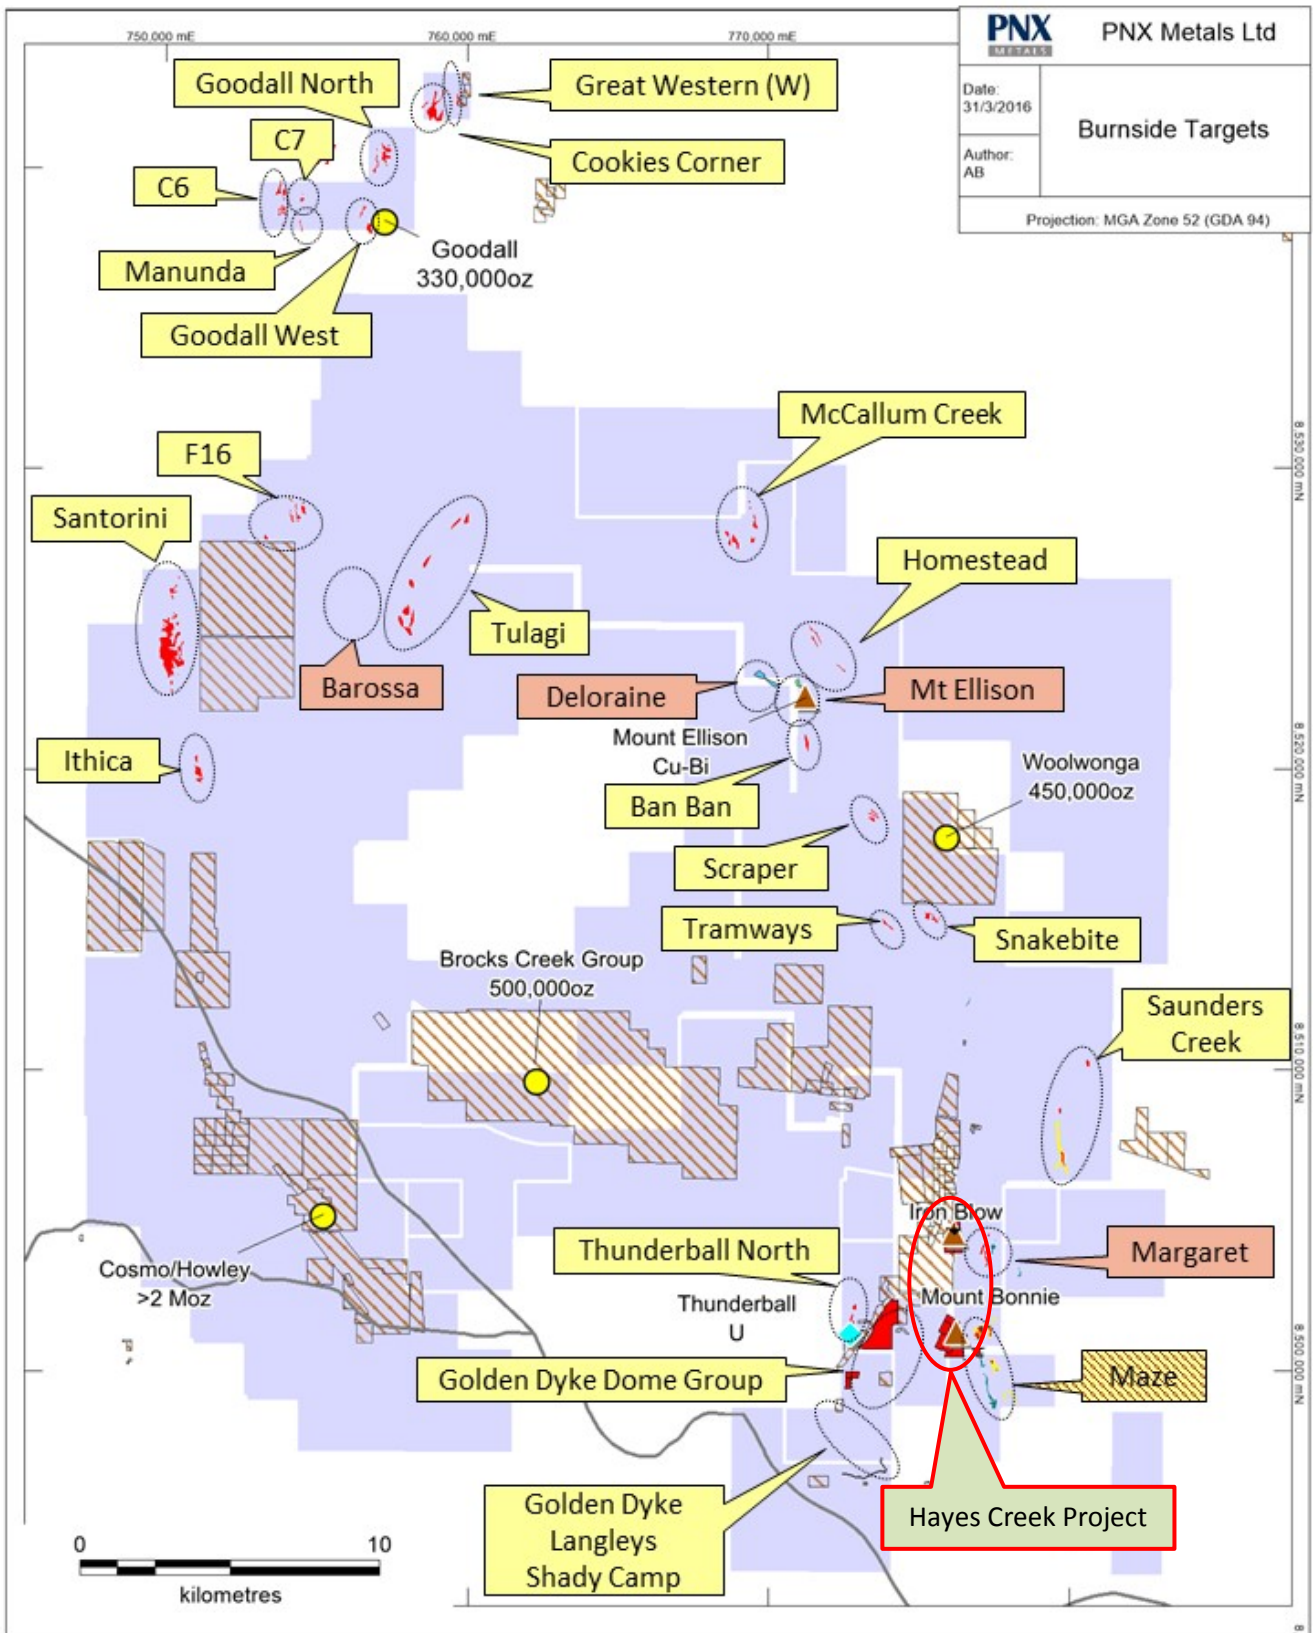 750,000 mE
760,000 mE
770,000 mE
PNX
METALS
PNX Metals Ltd
Date:
31/3/2016
Burnside Targets
Author:
AB
Projection: MGA Zone 52 (GDA 94)
Goodall North
Great Western (W)
C7
Cookies Corner
C6
Goodall
330,000oz
Manunda
Goodall West
McCallum Creek
8,530,000 mN
F16
Santorini
Homestead
Tulagi
Barossa
Deloraine
Mt Ellison
Mount Ellison
Cu-Bi
8,520,000 mN
Ithica
Woolwonga
450,000oz
Ban Ban
Scraper
Tramways
Snakebite
Brocks Creek Group
500,000oz
Saunders
Creek
8,510,000 mN
Iron Blow
Thunderball North
Margaret
Cosmo/Howley
>2 Moz
Thunderball
U
Mount Bonnie
8,500,000 mN
Golden Dyke Dome Group
Maze
Golden Dyke
Langleys
Shady Camp
Hayes Creek Project
0
10
kilometres
8